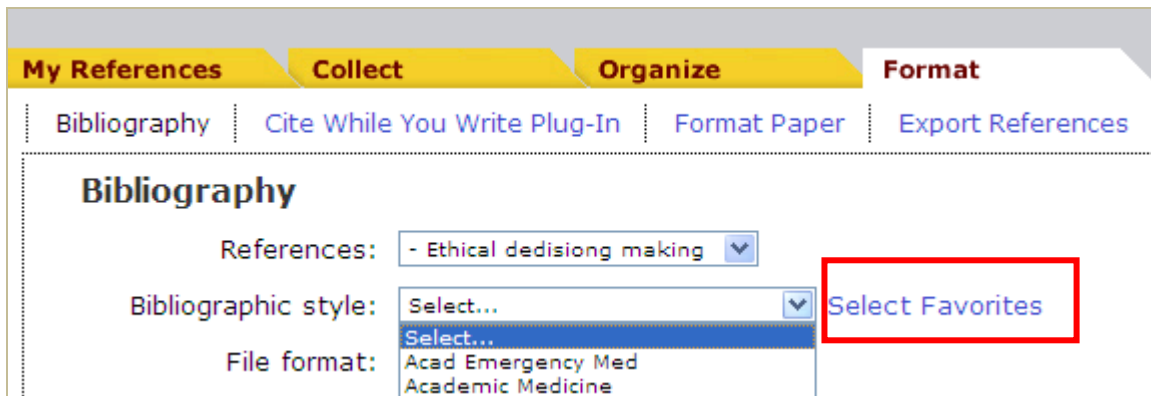 My References Collect Organize Format
Bibliography Cite While You Write Plug-In Format Paper Export References
Bibliography
References: - Ethical dedisiong making
Bibliographic style: Select... Select Favorites
Select...
File format: Acad Emergency Med
Academic Medicine